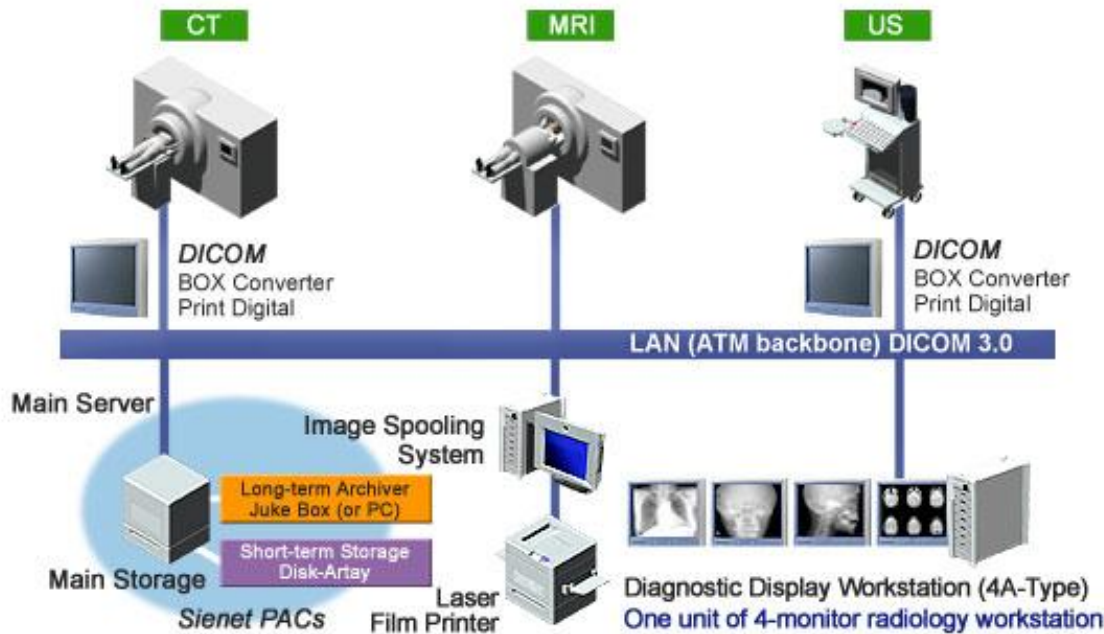 CT
MRI
US
DICOM
BOX Converter
Print Digital
DICOM
BOX Converter
Print Digital
LAN (ATM backbone) DICOM 3.0
Main Server
Long-term Archiver
Juke Box (or PC)
Short-term Storage
Disk-Artay
Main Storage
Sienet PACs
Image Spooling
System
Laser
Film Printer
Diagnostic Display Workstation (4A-Type)
One unit of 4-monitor radiology workstation